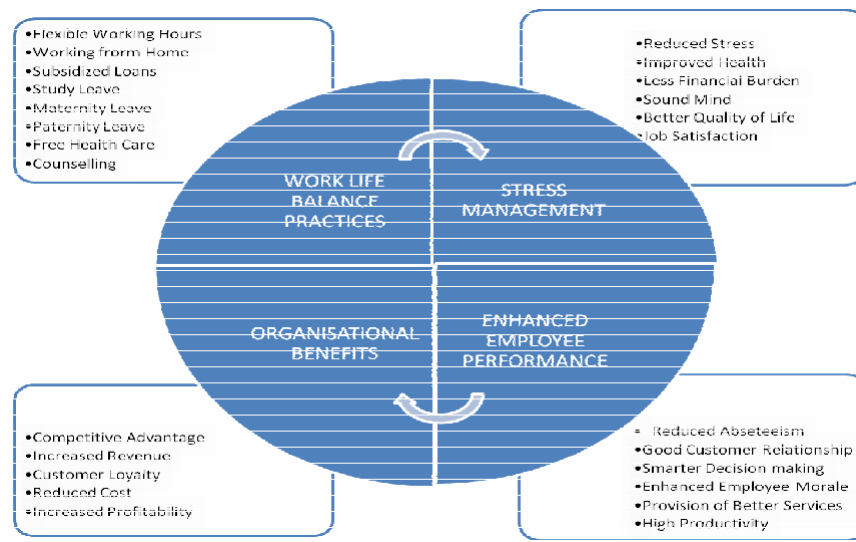 •Flexible Working Hours
•Working frorm Home
•Subsidized Loans
•Study Leave
•Maternity Leave
•Paternity Leave
•Free Health Care
•Counselling
•Reduced Stress
•Improved Health
•Less Financial Burden
•Sound Mind
•Better Quality of Life
•Job Satisfaction
WORK LIFE
BALANCE
PRACTICES
STRESS
MANAGEMENT
ORGANISATIONAL
BENEFITS
ENHANCED
EMPLOYEE
PERFORMANCE
•Competitive Advantage
•Increased Revenue
•Customer Loyalty
•Reduced Cost
•Increased Profitability
• Reduced Abseteeism
•Good Customer Relationship
•Smarter Decision making
•Enhanced Employee Morale
•Provision of Better Services
•High Productivity